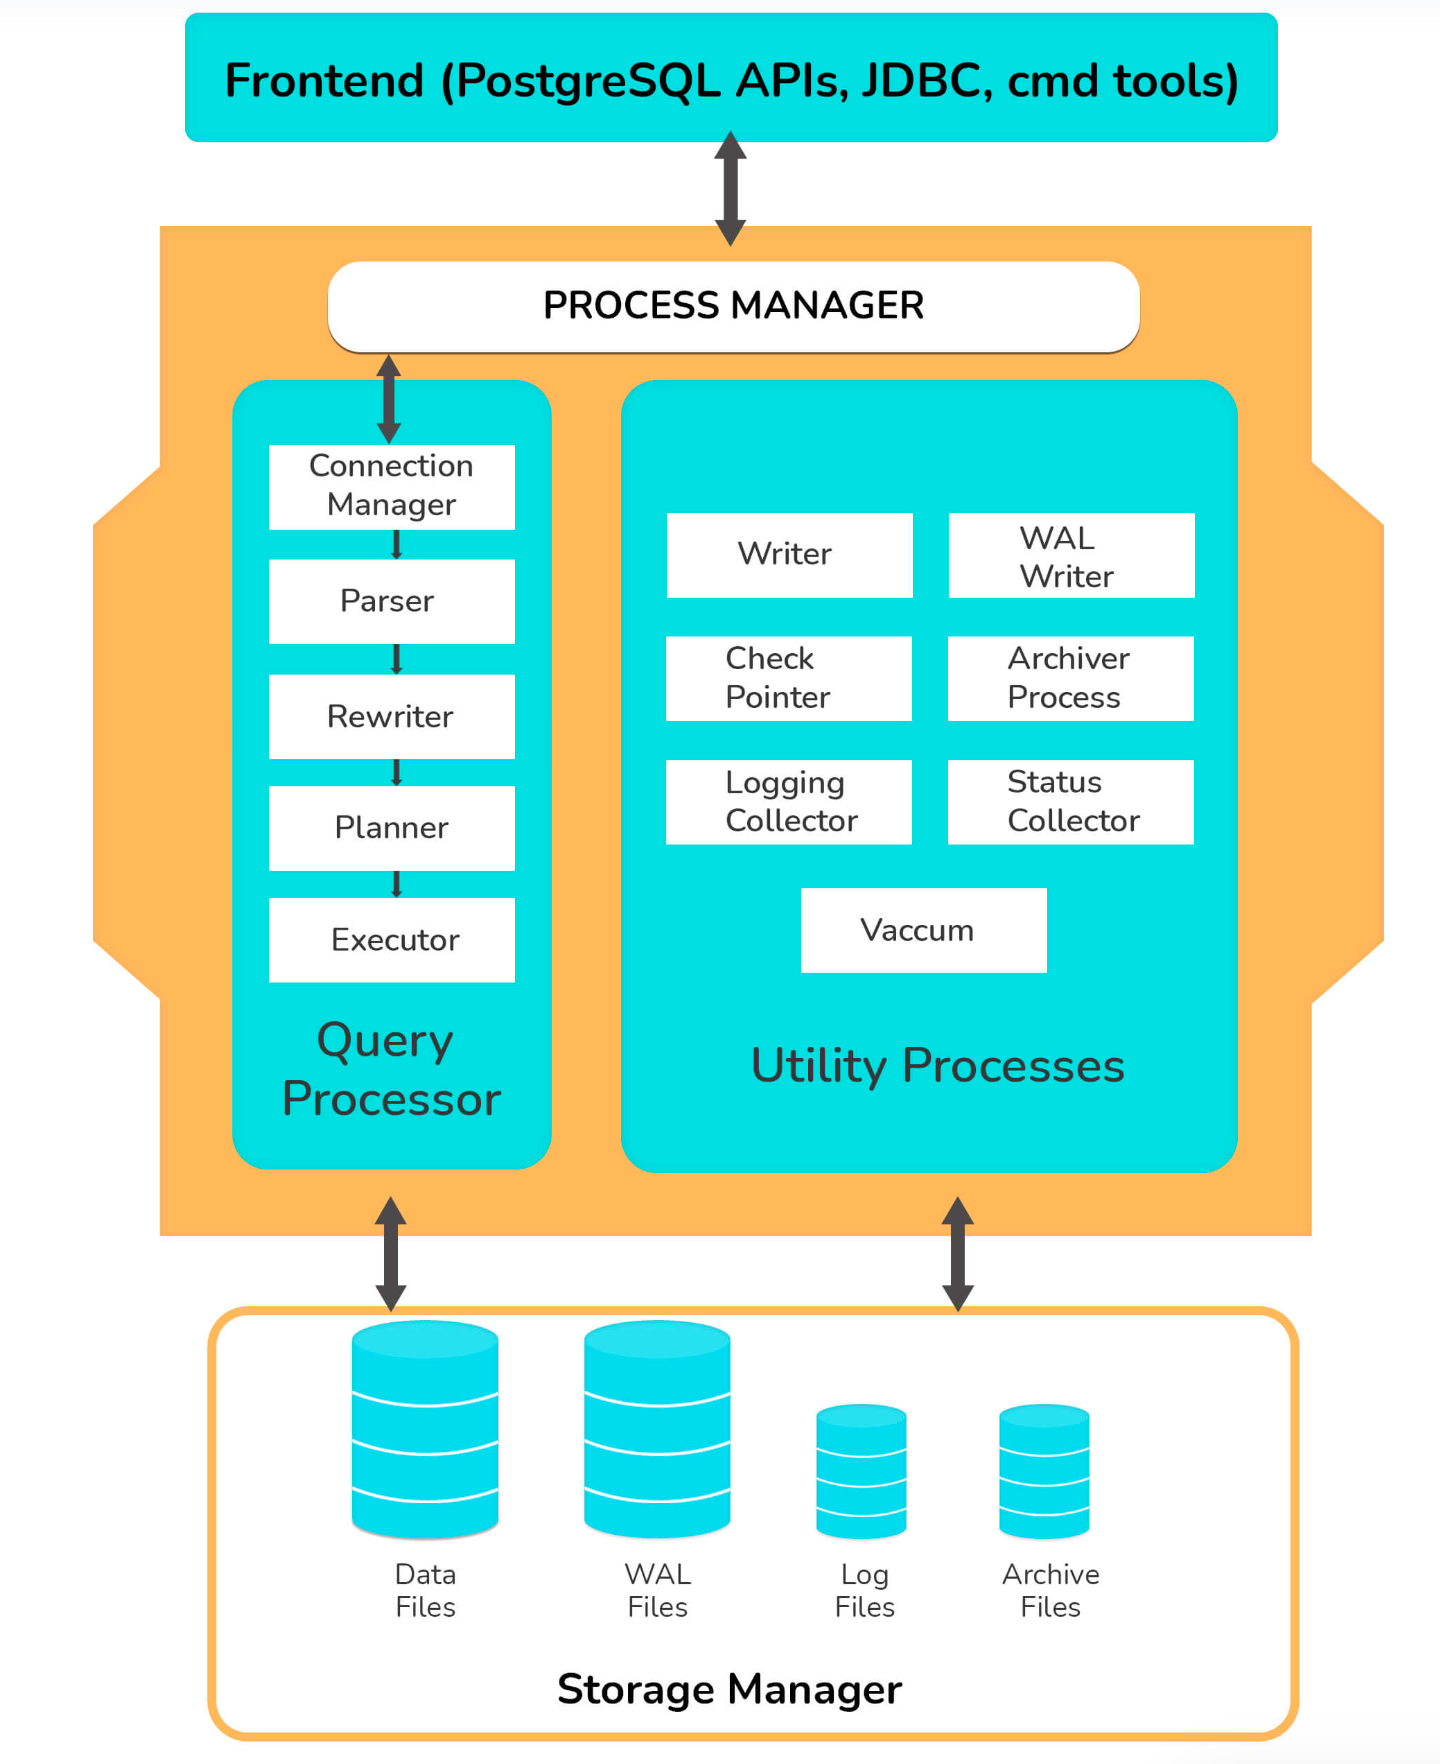 Frontend (PostgreSQL APIs, JDBC, cmd tools)
PROCESS MANAGER
Connection
Manager
Parser
Rewriter
Planner
Executor
Query
Processor
Writer
WAL
Writer
Check
Pointer
Archiver
Process
Logging
Collector
Status
Collector
Vaccum
Utility Processes
Data
Files
WAL
Files
Log
Files
Archive
Files
Storage Manager